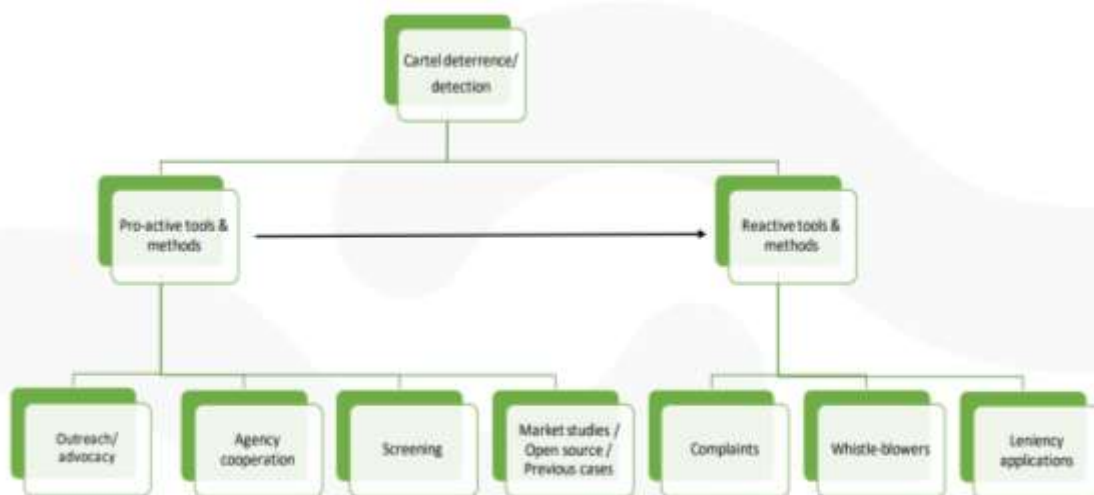 Cartel deterrence/
detection
Pro-active tools &
methods
Reactive tools &
methods
Outreach/
advocacy
Agency
cooperation
Screening
Market studies /
Open source /
Previous cases
Complaints
Whistle-blowers
Leniency
applications